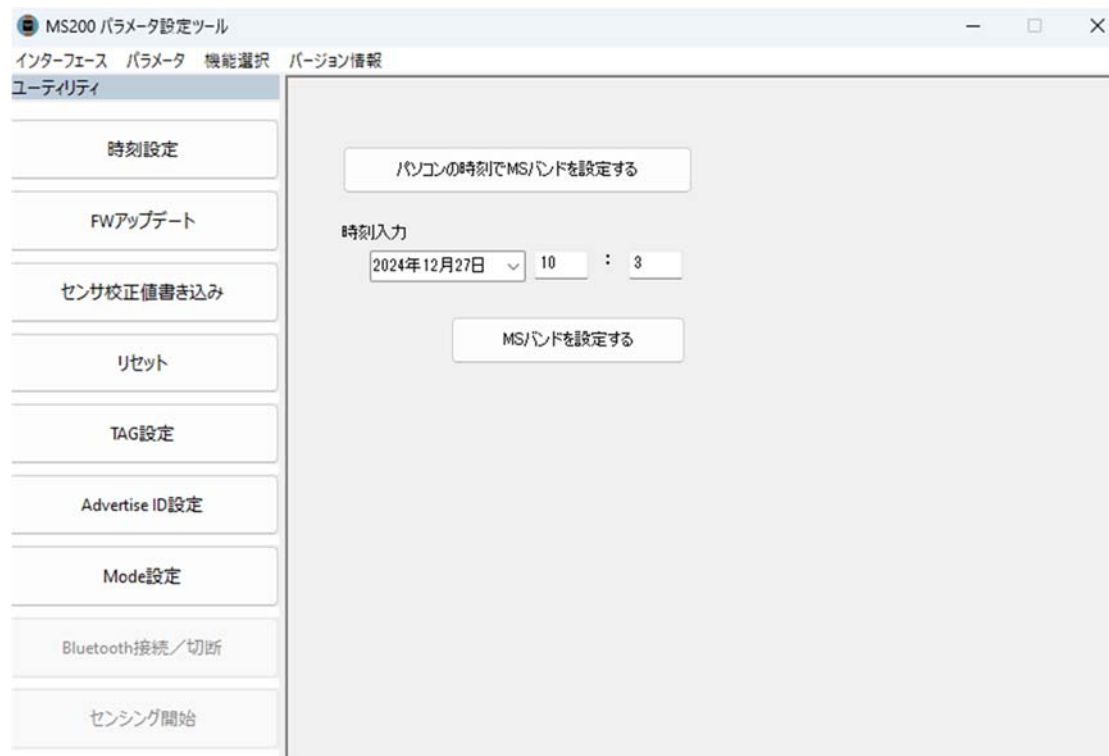 MS200 パラメータ設定ツール
インターフェース パラメータ 機能選択 バージョン情報
ユーティリティ
時刻設定
FWアップデート
センサ校正値書き込み
リセット
TAG設定
Advertise ID設定
Mode設定
Bluetooth接続／切断
センシング開始
パソコンの時刻でMSバンドを設定する
時刻入力
2024年12月27日 10 : 3
MSバンドを設定する